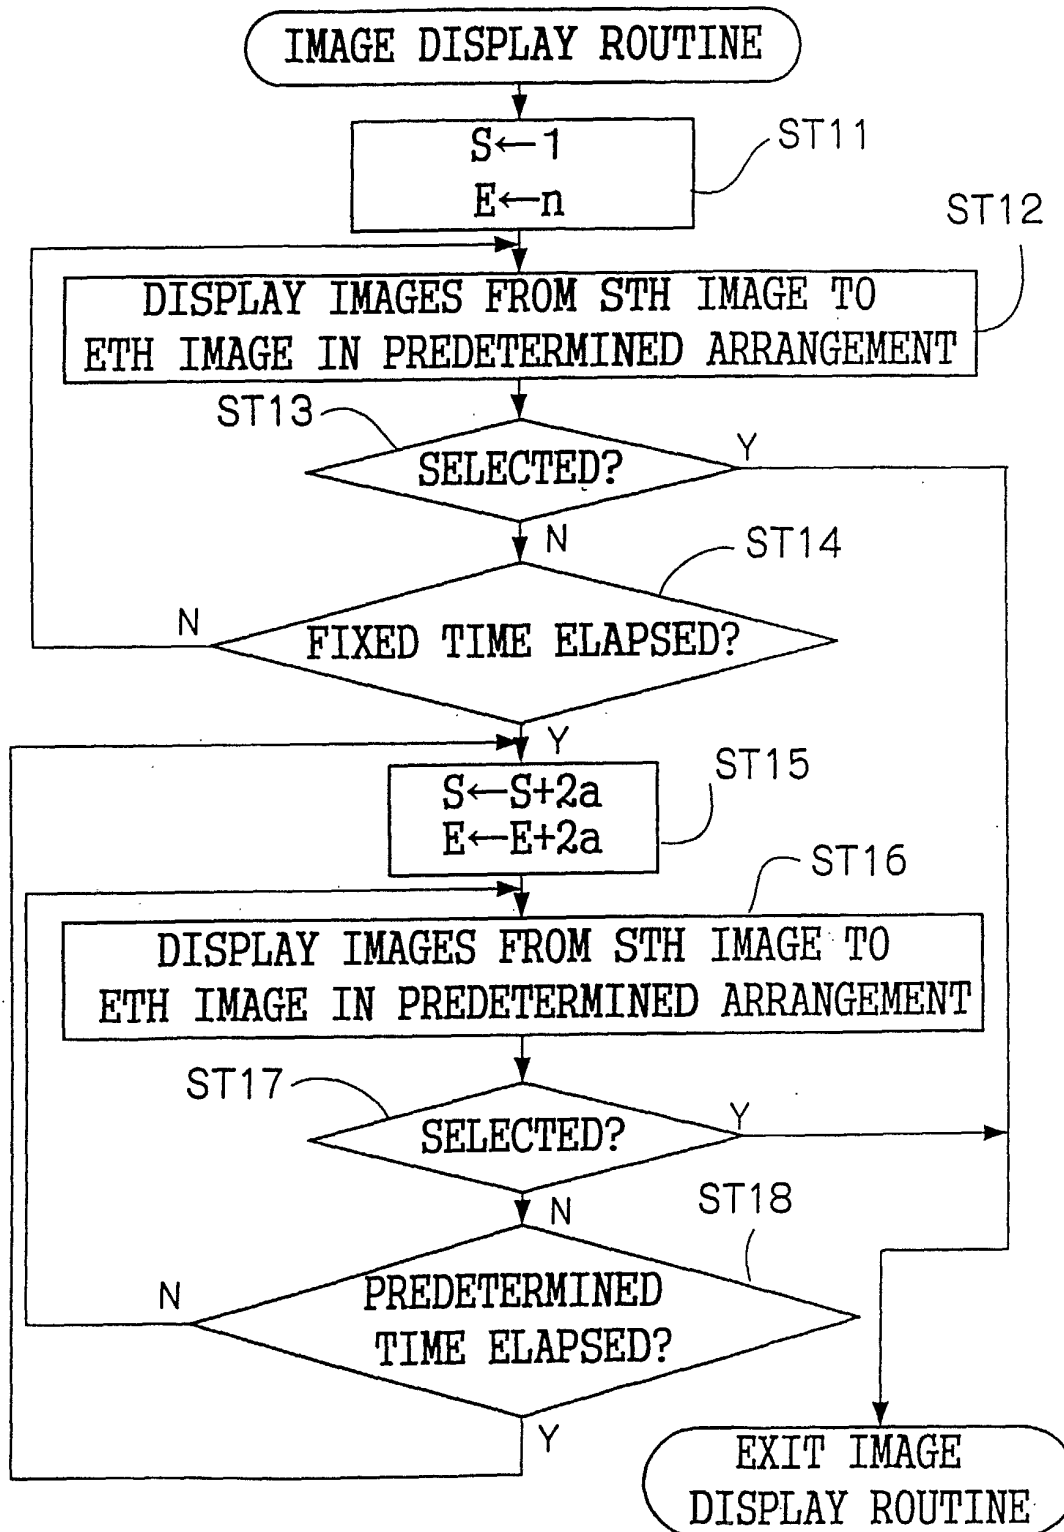 IMAGE DISPLAY ROUTINE
S←1
E←n
ST11
ST12
DISPLAY IMAGES FROM STH IMAGE TO
ETH IMAGE IN PREDETERMINED ARRANGEMENT
ST13
SELECTED?
Y
N
ST14
N
FIXED TIME ELAPSED?
Y
ST15
S←S+2a
E←E+2a
ST16
DISPLAY IMAGES FROM STH IMAGE TO
ETH IMAGE IN PREDETERMINED ARRANGEMENT
ST17
SELECTED?
Y
N
ST18
N
PREDETERMINED
TIME ELAPSED?
Y
EXIT IMAGE
DISPLAY ROUTINE